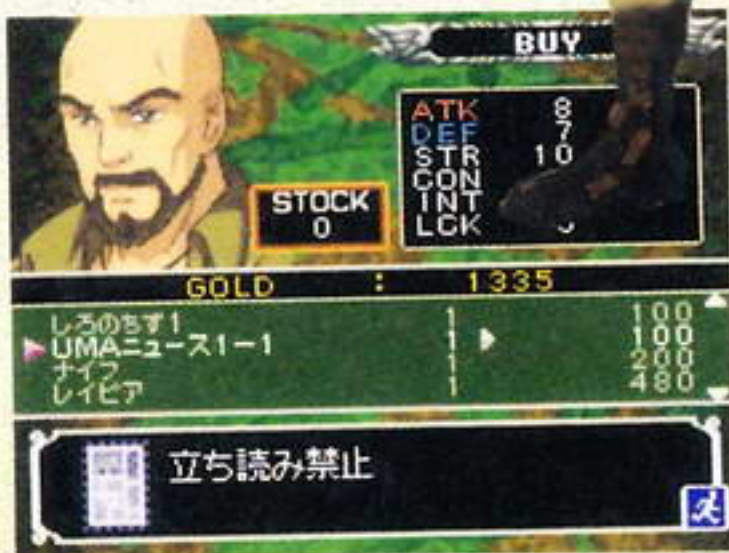 BUY
ATK 8
DEF 7
STR 10
CON
INT
LCK
STOCK
0
GOLD : 1335
しろのちず1 1 100
UMAニュース1-1 1 100
ナイフ 1 200
レイピア 1 480
立ち読み禁止